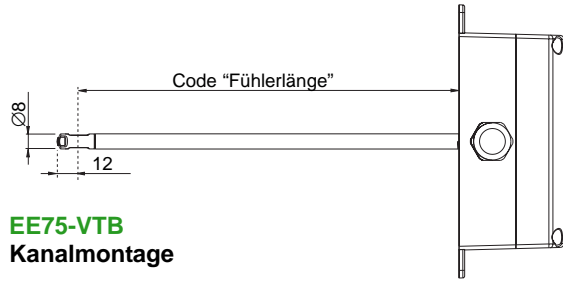 Code “Fühlerlänge”
Ø8
12
EE75-VTB
Kanalmontage